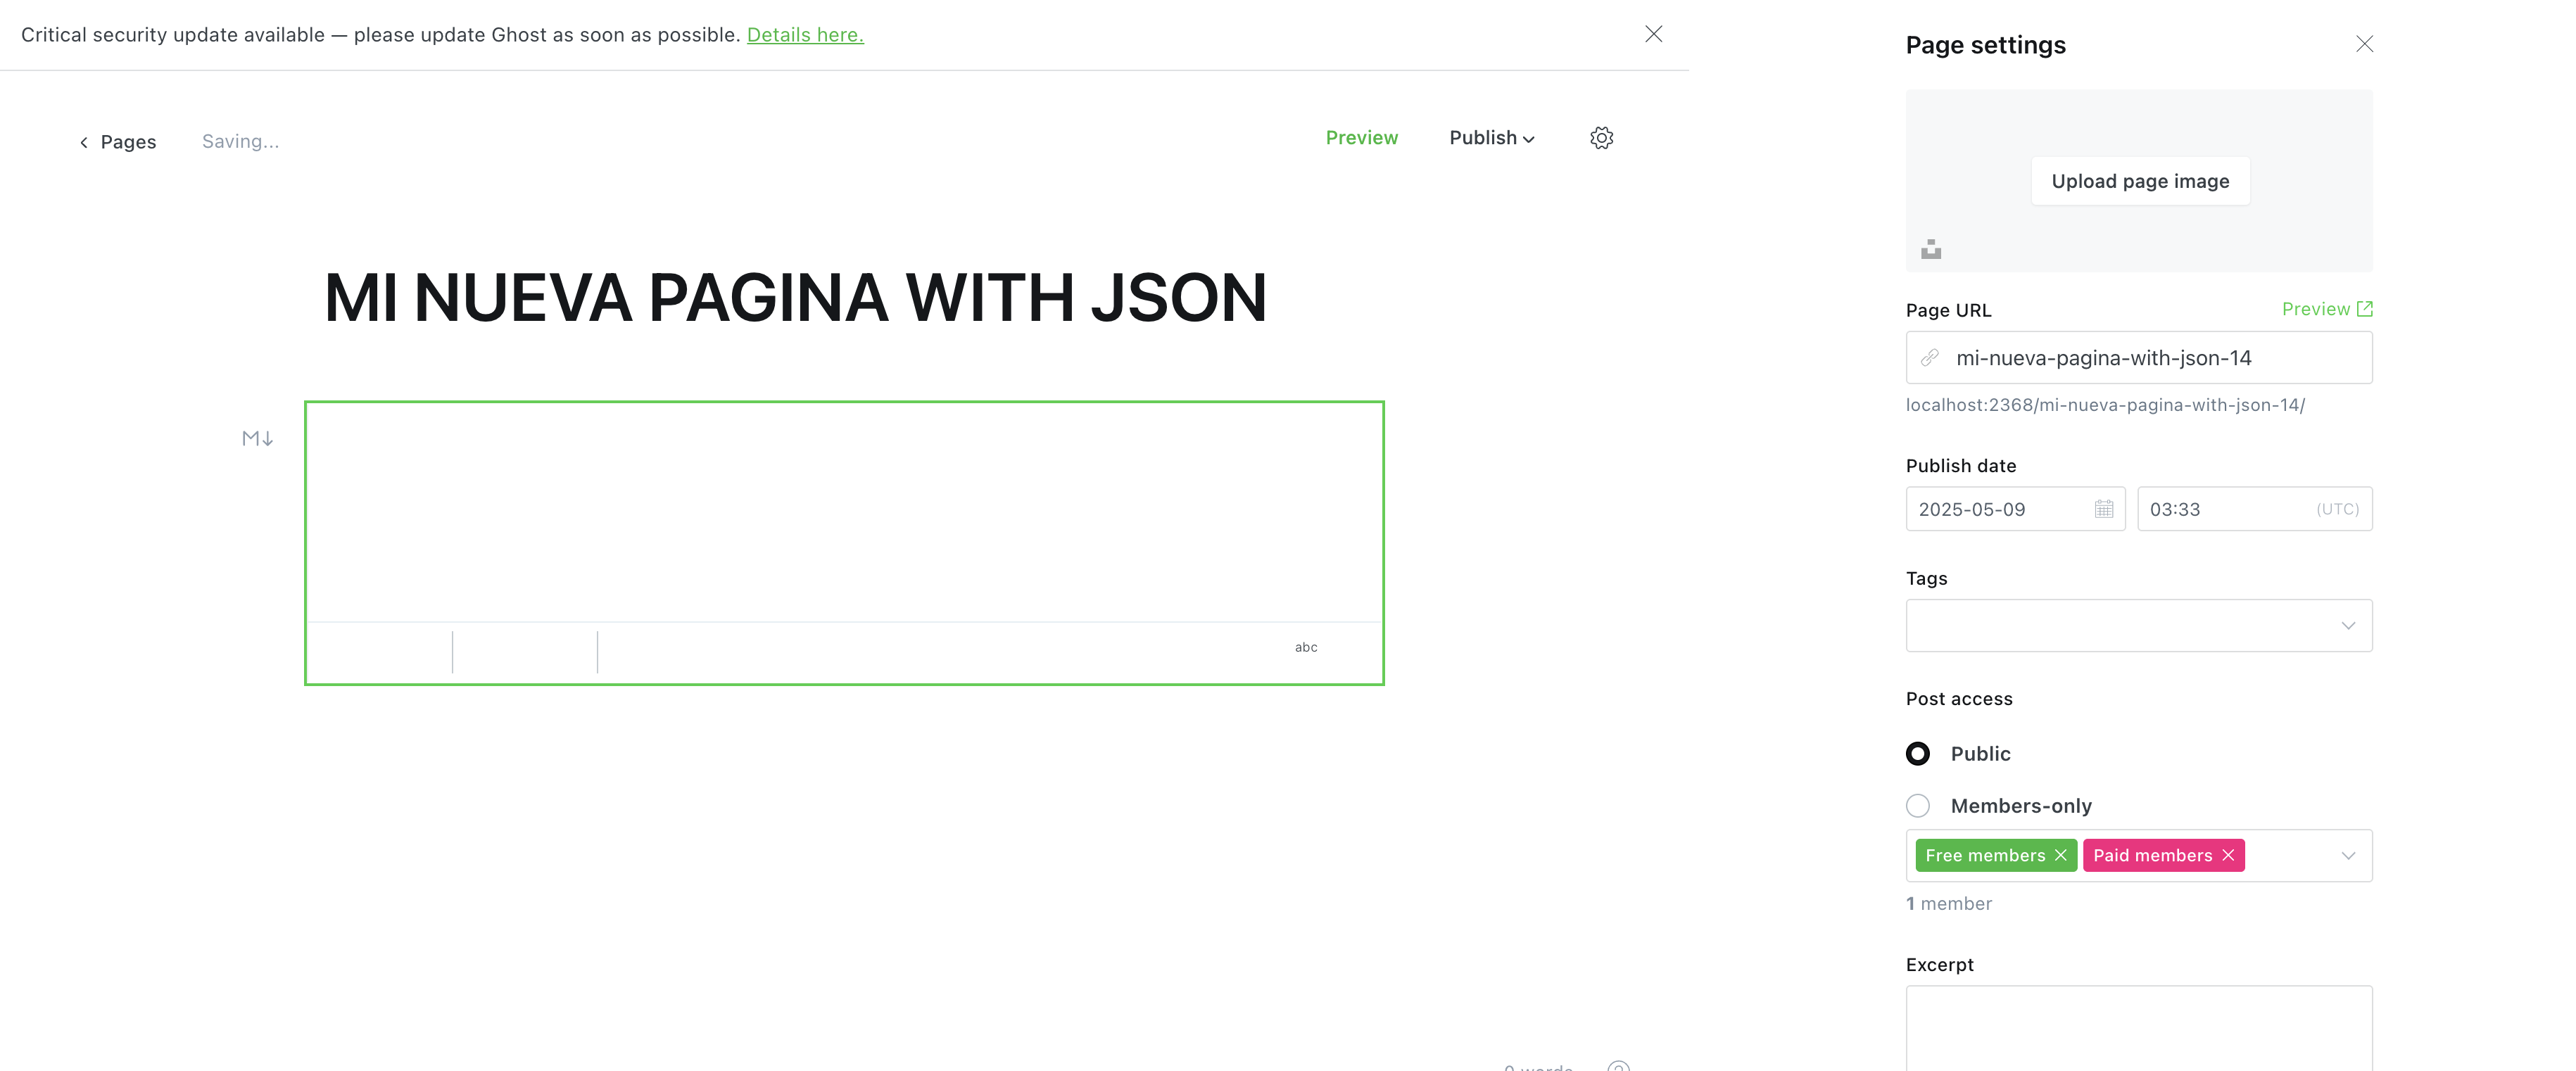 Critical security update available — please update Ghost as soon as possible. Details here.
Pages
Saving...
Preview
Publish
MI NUEVA PAGINA WITH JSON
M↓
abc
Page settings
Upload page image
Page URL
Preview
mi-nueva-pagina-with-json-14
localhost:2368/mi-nueva-pagina-with-json-14/
Publish date
2025-05-09
03:33
(UTC)
Tags
Post access
Public
Members-only
Free members
Paid members
1 member
Excerpt